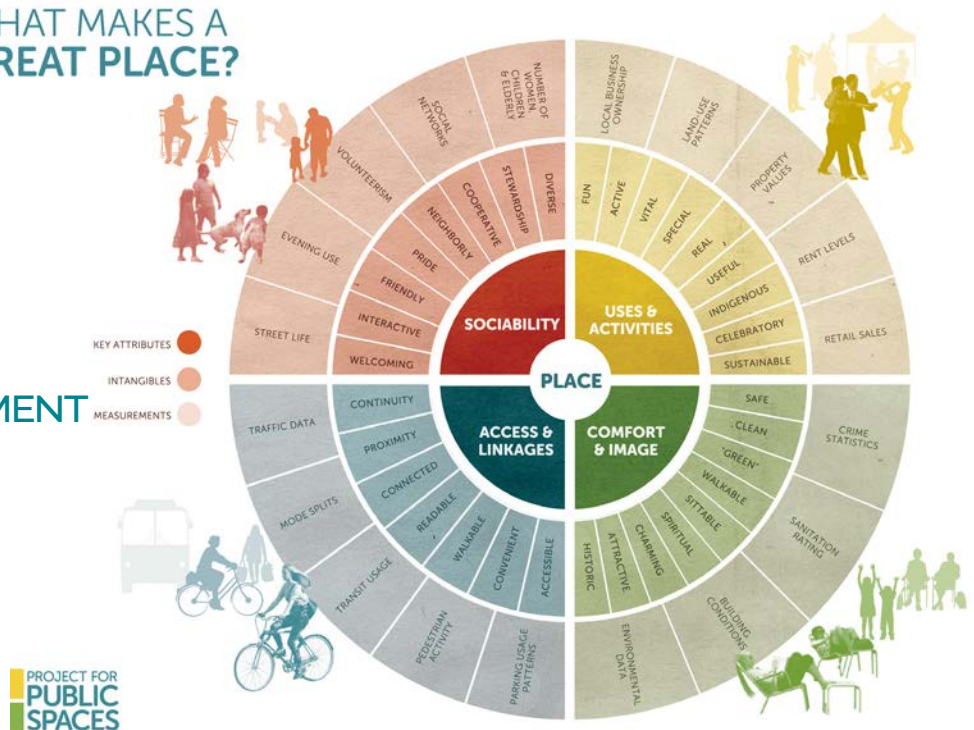 HAT MAKES A
REAT PLACE?
KEY ATTRIBUTES
INTANGIBLES
MEASUREMENTS
MENT
PLACE
SOCIABILITY
WELCOMING
INTERACTIVE
FRIENDLY
PRIDE
NEIGHBORLY
COOPERATIVE
STEWARDSHIP
DIVERSE
STREET LIFE
EVENING USE
VOLUNTEERISM
SOCIAL
NETWORKS
NUMBER OF
WOMEN,
CHILDREN
& ELDERLY
USES &
ACTIVITIES
FUN
ACTIVE
VITAL
SPECIAL
REAL
USEFUL
INDIGENOUS
CELEBRATORY
SUSTAINABLE
LOCAL BUSINESS
OWNERSHIP
LAND-USE
PATTERNS
PROPERTY
VALUES
RENT LEVELS
RETAIL SALES
COMFORT
& IMAGE
SAFE
CLEAN
"GREEN"
WALKABLE
SITTABLE
SPIRITUAL
CHARMING
ATTRACTIVE
HISTORIC
CRIME
STATISTICS
SANITATION
RATING
BUILDING
CONDITIONS
ENVIRONMENTAL
DATA
ACCESS &
LINKAGES
CONTINUITY
PROXIMITY
CONNECTED
READABLE
WALKABLE
CONVENIENT
ACCESSIBLE
TRAFFIC DATA
MODE SPLITS
TRANSIT USAGE
PEDESTRIAN
ACTIVITY
PARKING USAGE
PATTERNS
PROJECT FOR
PUBLIC
SPACES